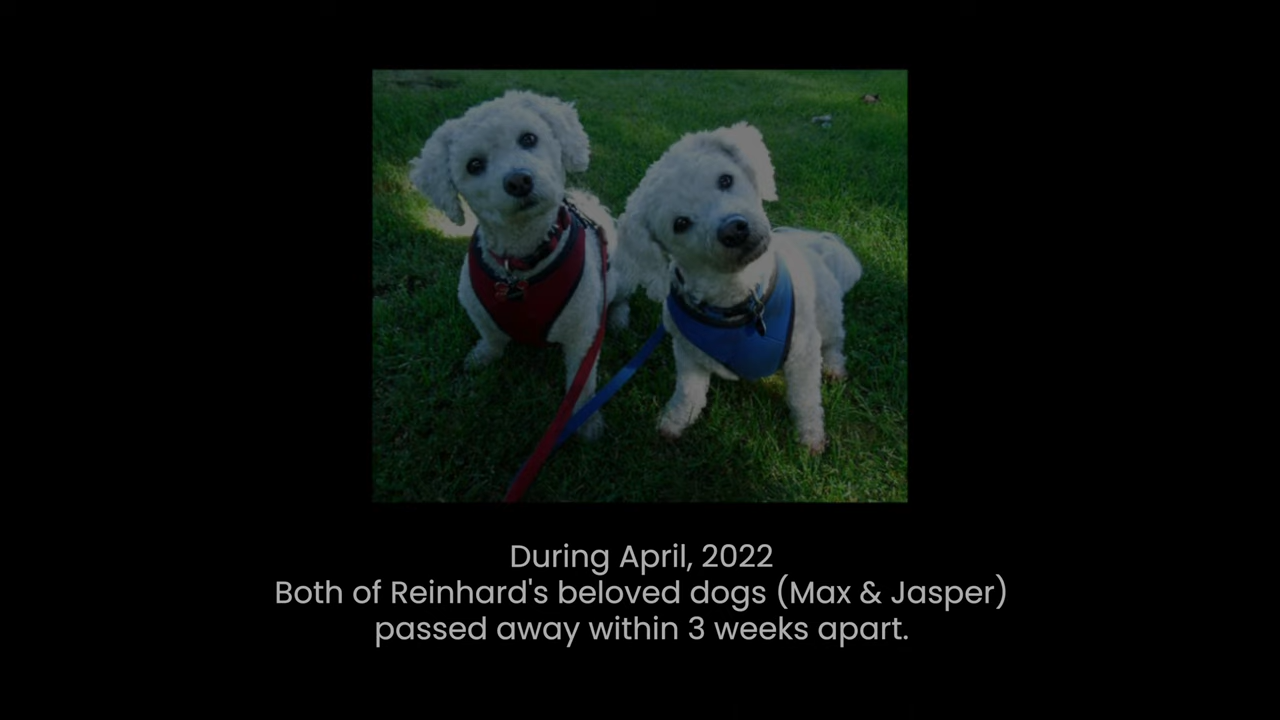 During April, 2022
Both of Reinhard's beloved dogs (Max & Jasper)
passed away within 3 weeks apart.